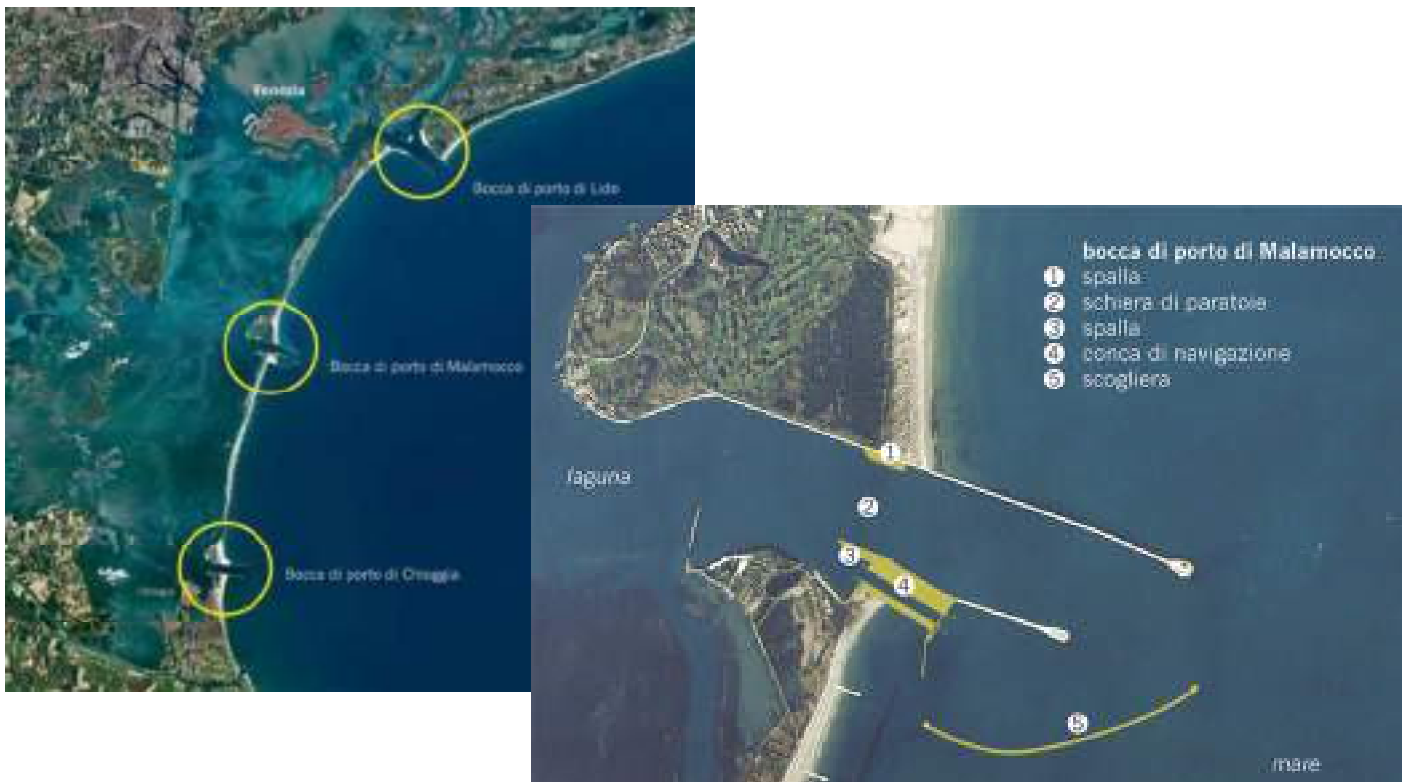 Venezia
Bocca di porto di Lido
Bocca di porto di Malamocco
Bocca di porto di Chioggia
bocca di porto di Malamocco
1 spalla
2 schiera di paratoie
3 spalla
4 conca di navigazione
5 scogliera
1
laguna
2
3
4
5
mare